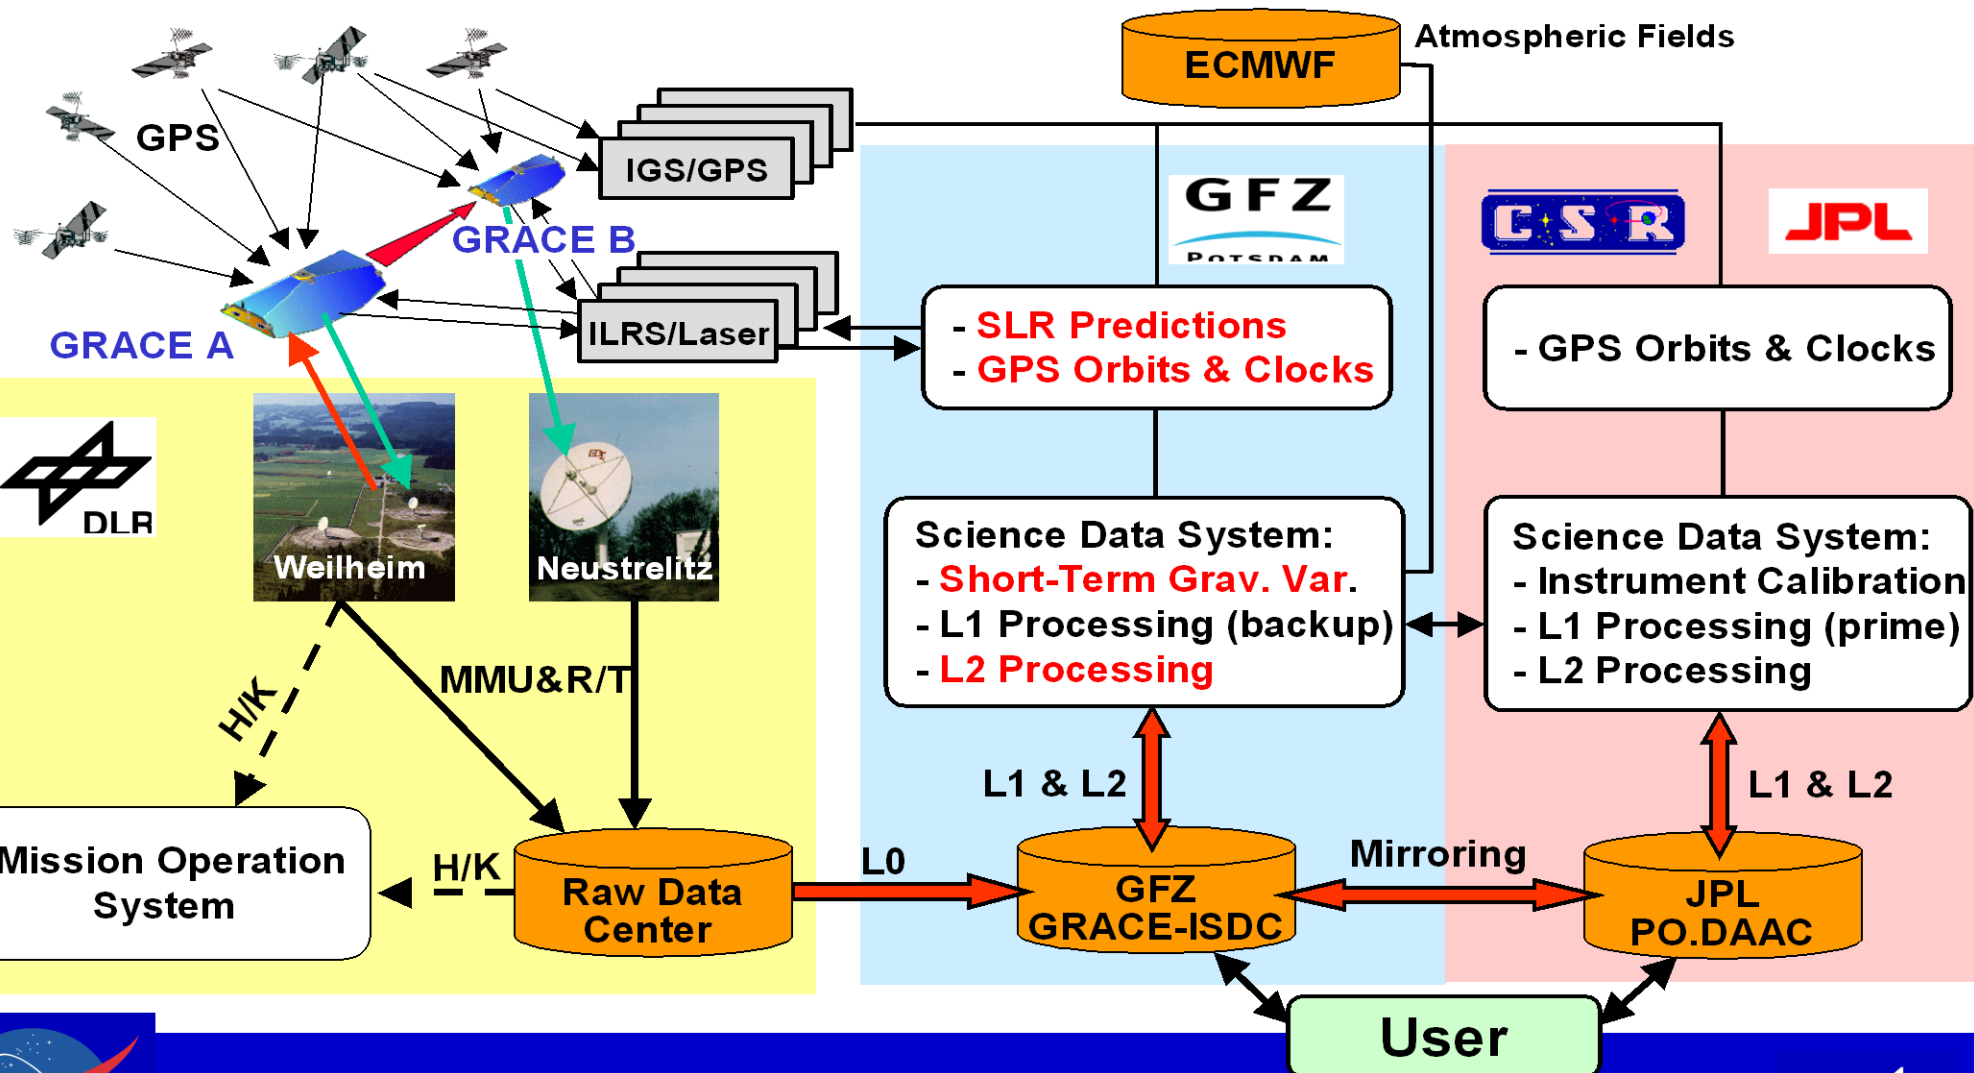 ECMWF
Atmospheric Fields
GPS
IGS/GPS
GFZ
POTSDAM
CSR
JPL
GRACE B
GRACE A
ILRS/Laser
- SLR Predictions
- GPS Orbits & Clocks
- GPS Orbits & Clocks
DLR
Weilheim
Neustrelitz
Science Data System:
- Short-Term Grav. Var.
- L1 Processing (backup)
- L2 Processing
Science Data System:
- Instrument Calibration
- L1 Processing (prime)
- L2 Processing
H/K
MMU&R/T
L1 & L2
L1 & L2
Mission Operation
System
H/K
Raw Data
Center
L0
GFZ
GRACE-ISDC
Mirroring
JPL
PO.DAAC
User